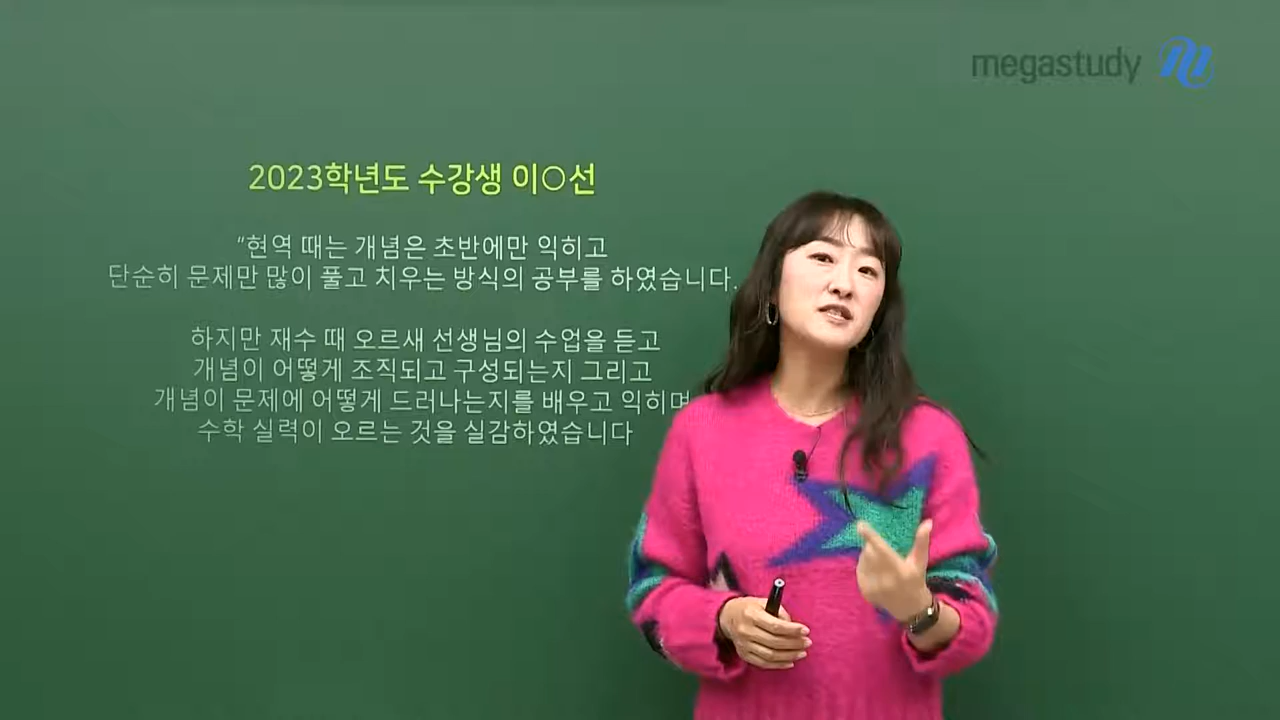 megastudy
2023학년도 수강생 이○선
“현역 때는 개념은 초반에만 익히고
단순히 문제만 많이 풀고 치우는 방식의 공부를 하였습니다.
하지만 재수 때 오르새 선생님의 수업을 듣고
개념이 어떻게 조직되고 구성되는지 그리고
개념이 문제에 어떻게 드러나는지를 배우고 익히며
수학 실력이 오르는 것을 실감하였습니다